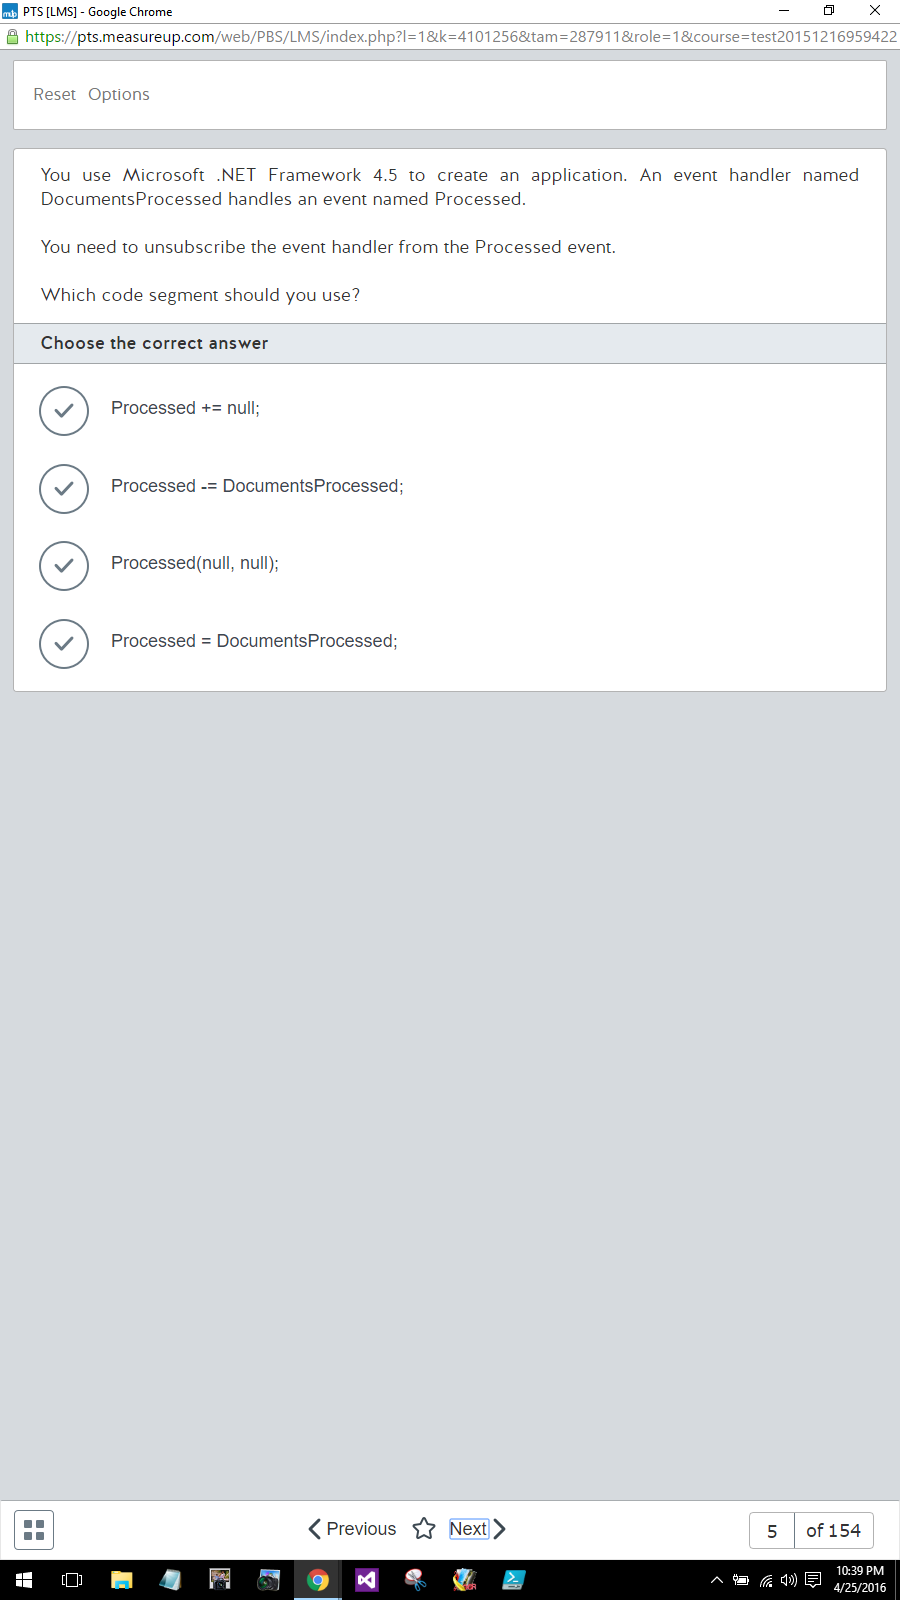 mup PTS [LMS] - Google Chrome
https://pts.measureup.com/web/PBS/LMS/index.php?l=1&k=4101256&tam=287911&role=1&course=test20151216959422
Reset Options
You use Microsoft .NET Framework 4.5 to create an application. An event handler named
DocumentsProcessed handles an event named Processed.
You need to unsubscribe the event handler from the Processed event.
Which code segment should you use?
Choose the correct answer
Processed += null;
Processed -= DocumentsProcessed;
Processed(null, null);
Processed = DocumentsProcessed;
Previous Next 5 of 154
10:39 PM
4/25/2016